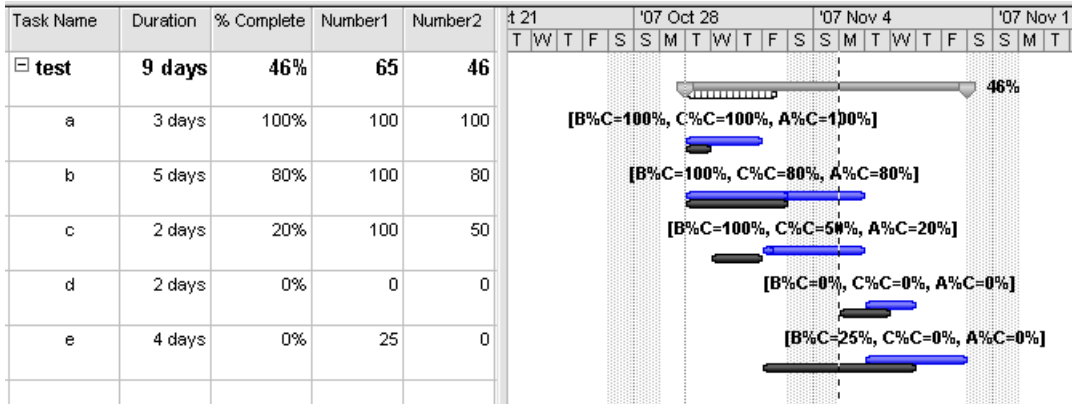 Task Name Duration % Complete Number1 Number2 t 21 '07 Oct 28 '07 Nov 4 '07 Nov 1
T W T F S S M T W T F S S M T W T F S S M T
test 9 days 46% 65 46 46%
a 3 days 100% 100 100 [B%C=100%, C%C=100%, A%C=100%]
b 5 days 80% 100 80 [B%C=100%, C%C=80%, A%C=80%]
c 2 days 20% 100 50 [B%C=100%, C%C=50%, A%C=20%]
d 2 days 0% 0 0 [B%C=0%, C%C=0%, A%C=0%]
e 4 days 0% 25 0 [B%C=25%, C%C=0%, A%C=0%]